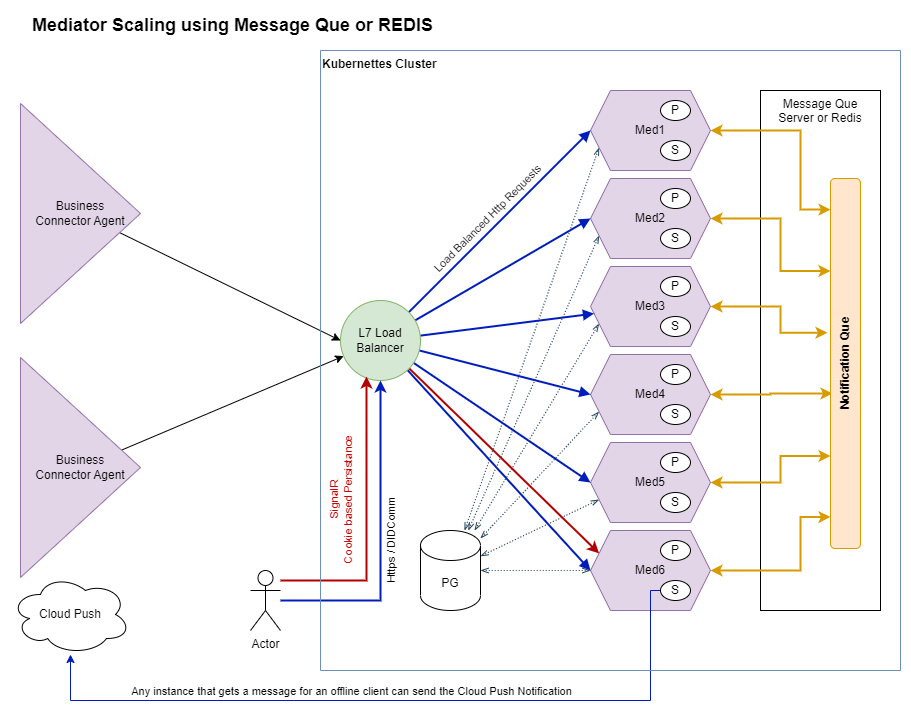 Mediator Scaling using Message Que or REDIS
Kubernettes Cluster
Message Que
Server or Redis
Business
Connector Agent
Business
Connector Agent
L7 Load
Balancer
Load Balanced Http Requests
Med1
P
S
Med2
P
S
Med3
P
S
Med4
P
S
Med5
P
S
Med6
P
S
Notification Que
SignalR
Cookie based Persistance
Https / DIDComm
PG
Actor
Cloud Push
Any instance that gets a message for an offline client can send the Cloud Push Notification